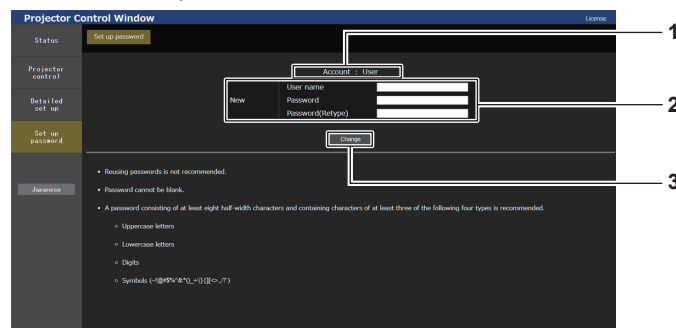 Projector Control Window
License
Status
Set up password
1
Projector
control
Account : User
User name
New
Password
2
Password(Retype)
Detailed
set up
Set up
password
Change
3
Japanese
• Reusing passwords is not recommended.
• Password cannot be blank.
• A password consisting of at least eight half-width characters and containing characters of at least three of the following four types is recommended.
○ Uppercase letters
○ Lowercase letters
○ Digits
○ Symbols